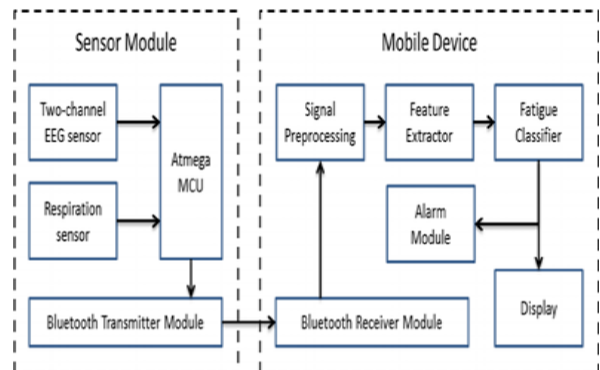 Sensor Module
Two-channel
EEG sensor
Atmega
MCU
Respiration
sensor
Bluetooth Transmitter Module
Mobile Device
Signal
Preprocessing
Feature
Extractor
Fatigue
Classifier
Alarm
Module
Display
Bluetooth Receiver Module